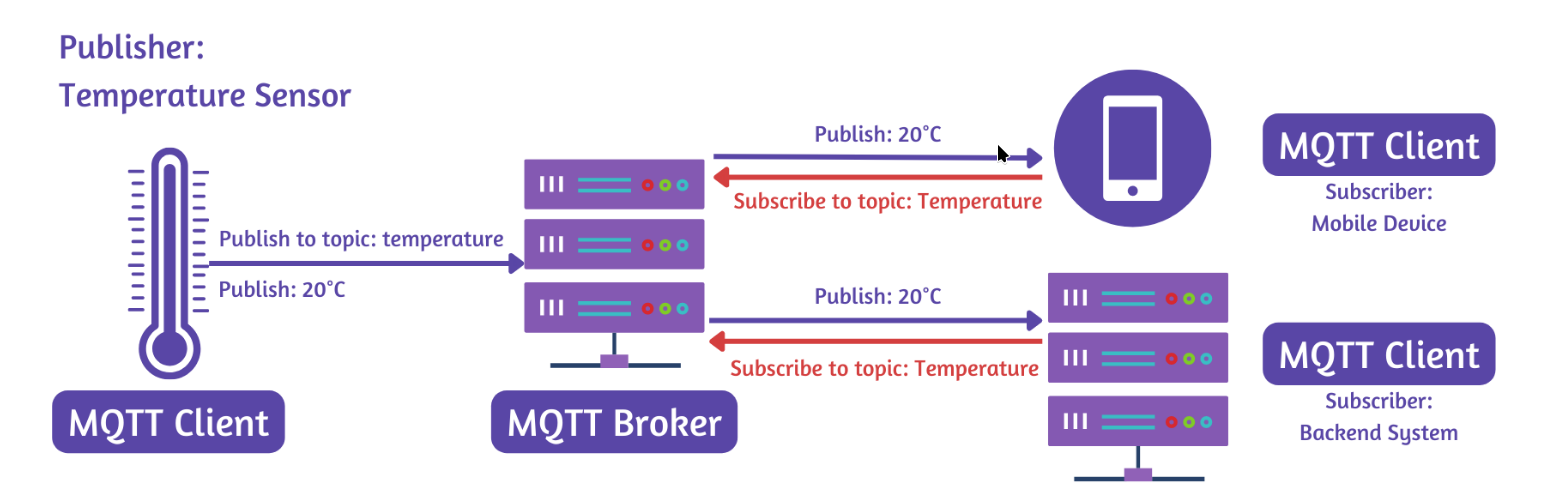 Publisher:
Temperature Sensor
Publish to topic: temperature
Publish: 20°C
MQTT Client
MQTT Broker
Publish: 20°C
Subscribe to topic: Temperature
MQTT Client
Subscriber:
Mobile Device
Publish: 20°C
Subscribe to topic: Temperature
MQTT Client
Subscriber:
Backend System